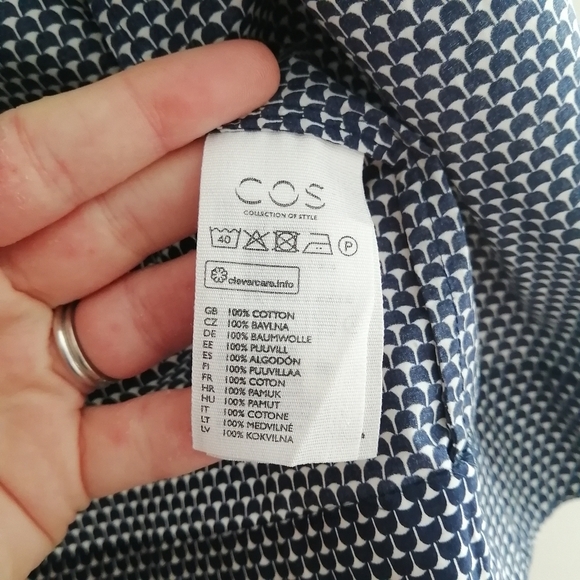 COS
COLLECTION OF STYLE
40
P
clevercare.info
GB 100% COTTON
CZ 100% BAVLNA
DE 100% BAUMWOLLE
EE 100% PUUVILL
ES 100% ALGODÓN
FI 100% PUUVILLAA
FR 100% COTON
HR 100% PAMUK
HU 100% PAMUT
IT 100% COTONE
LT 100% MEDVILNĖ
LV 100% KOKVILNA